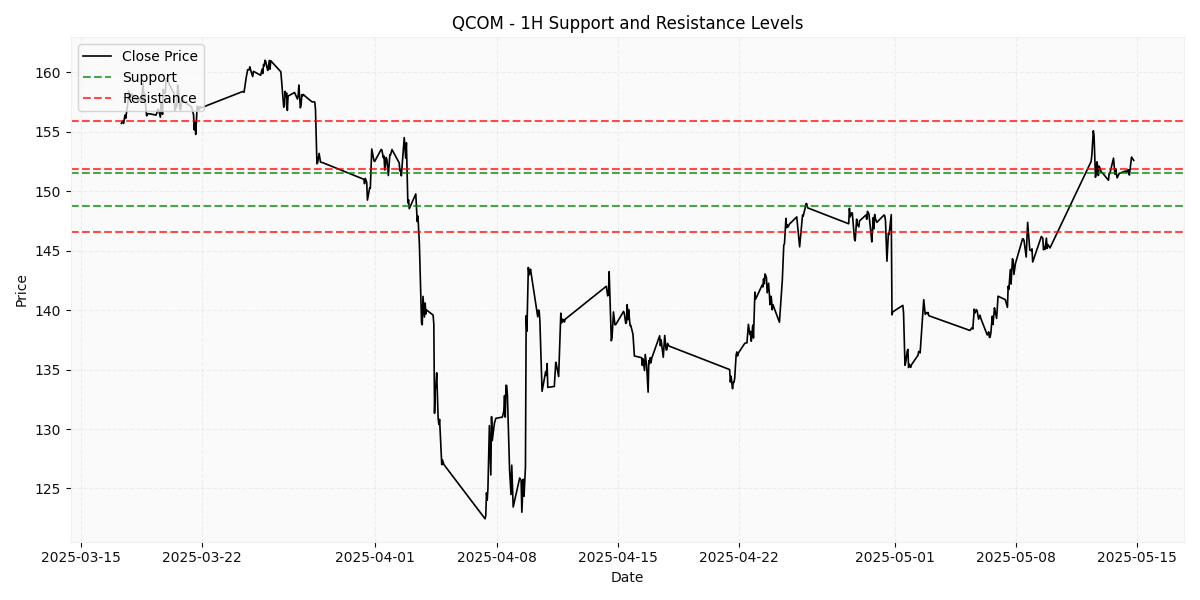 QCOM - 1H Support and Resistance Levels
Close Price
Support
Resistance
Price
160
155
150
145
140
135
130
125
2025-03-15 2025-03-22 2025-04-01 2025-04-08 2025-04-15 2025-04-22 2025-05-01 2025-05-08 2025-05-15
Date